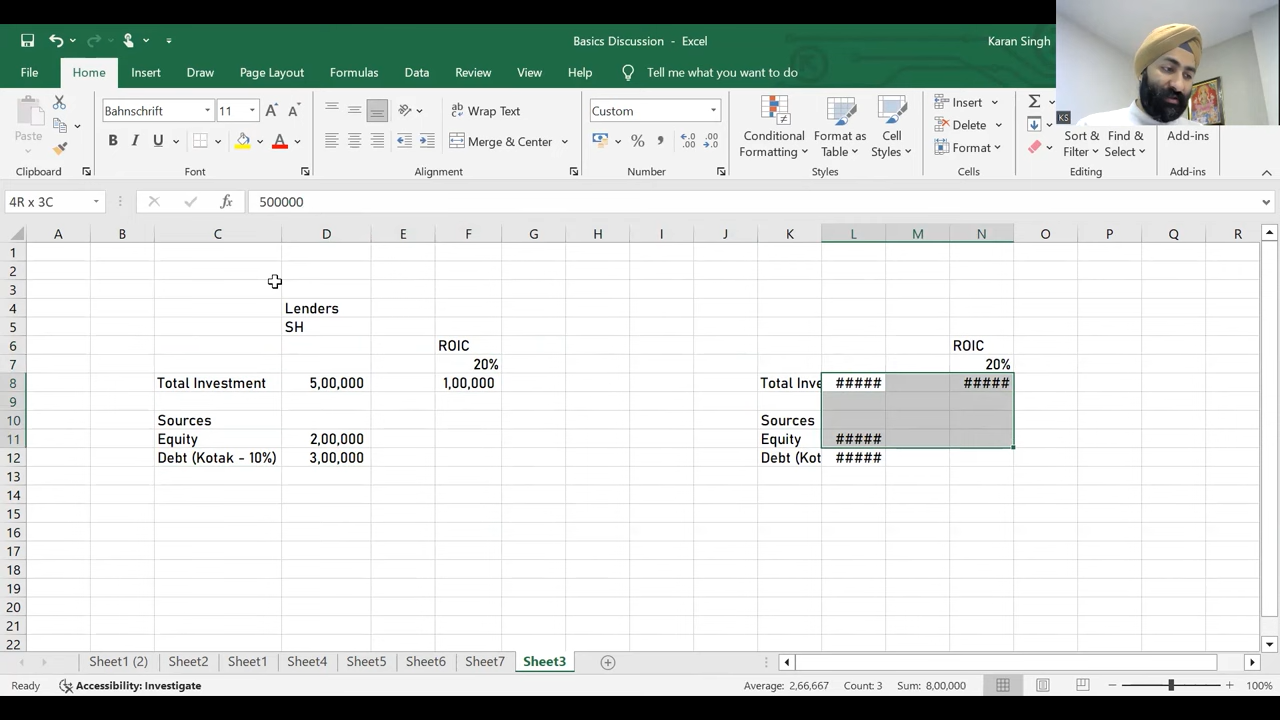 Basics Discussion - Excel
Karan Singh
File Home Insert Draw Page Layout Formulas Data Review View Help Tell me what you want to do
Paste
Bahnschrift 11
B I U
Wrap Text
Merge & Center
Custom
%
Conditional Formatting
Format as Table
Cell Styles
Insert
Delete
Format
Sort & Filter
Find & Select
Add-ins
KS
Clipboard Font Alignment Number Styles Cells Editing Add-ins
4R x 3C fx 500000
A B C D E F G H I J K L M N O P Q R
1
2
3
4 Lenders
5 SH
6 ROIC ROIC
7 20% 20%
8 Total Investment 5,00,000 1,00,000 Total Inve ##### #####
9
10 Sources Sources
11 Equity 2,00,000 Equity #####
12 Debt (Kotak - 10%) 3,00,000 Debt (Kot #####
13
14
15
16
17
18
19
20
21
22
Sheet1 (2) Sheet2 Sheet1 Sheet4 Sheet5 Sheet6 Sheet7 Sheet3
Ready Accessibility: Investigate Average: 2,66,667 Count: 3 Sum: 8,00,000 100%